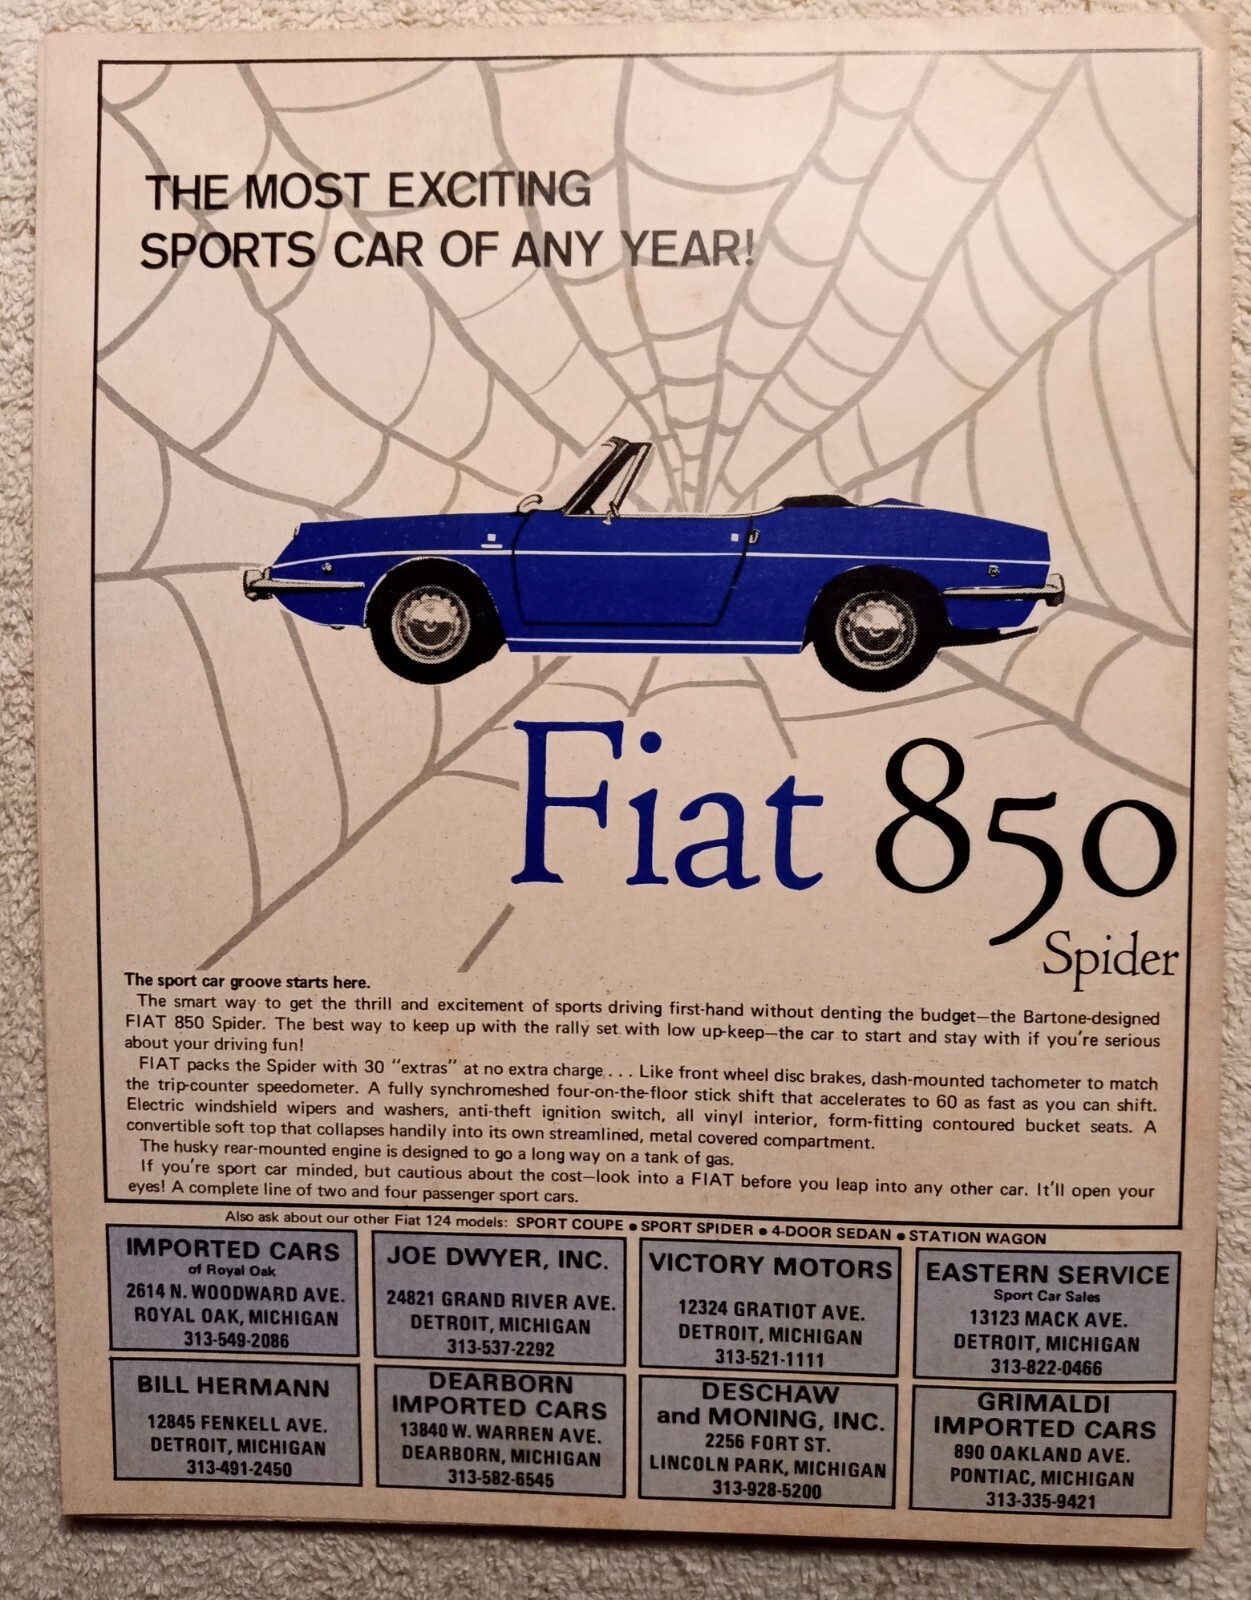 THE MOST EXCITING
SPORTS CAR OF ANY YEAR!
Fiat 850
Spider
The sport car groove starts here.
The smart way to get the thrill and excitement of sports driving first-hand without denting the budget—the Bartone-designed
FIAT 850 Spider. The best way to keep up with the rally set with low up-keep—the car to start and stay with if you're serious
about your driving fun!
FIAT packs the Spider with 30 "extras" at no extra charge... Like front wheel disc brakes, dash-mounted tachometer to match
the trip-counter speedometer. A fully synchromeshed four-on-the-floor stick shift that accelerates to 60 as fast as you can shift.
Electric windshield wipers and washers, anti-theft ignition switch, all vinyl interior, form-fitting contoured bucket seats. A
convertible soft top that collapses handily into its own streamlined, metal covered compartment.
The husky rear-mounted engine is designed to go a long way on a tank of gas.
If you're sport car minded, but cautious about the cost—look into a FIAT before you leap into any other car. It'll open your
eyes! A complete line of two and four passenger sport cars.
Also ask about our other Fiat 124 models: SPORT COUPE ● SPORT SPIDER ● 4-DOOR SEDAN ● STATION WAGON
IMPORTED CARS
of Royal Oak
2614 N. WOODWARD AVE.
ROYAL OAK, MICHIGAN
313-549-2086
JOE DWYER, INC.
24821 GRAND RIVER AVE.
DETROIT, MICHIGAN
313-537-2292
VICTORY MOTORS
12324 GRATIOT AVE.
DETROIT, MICHIGAN
313-521-1111
EASTERN SERVICE
Sport Car Sales
13123 MACK AVE.
DETROIT, MICHIGAN
313-822-0466
BILL HERMANN
12845 FENKELL AVE.
DETROIT, MICHIGAN
313-491-2450
DEARBORN
IMPORTED CARS
13840 W. WARREN AVE.
DEARBORN, MICHIGAN
313-582-6545
DESCHAW
and MONING, INC.
2256 FORT ST.
LINCOLN PARK, MICHIGAN
313-928-5200
GRIMALDI
IMPORTED CARS
890 OAKLAND AVE.
PONTIAC, MICHIGAN
313-335-9421